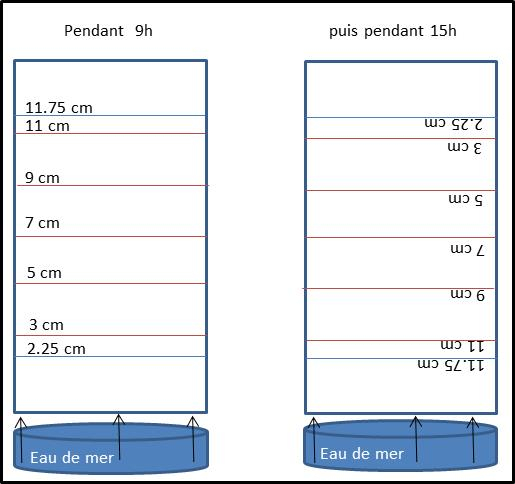 Pendant 9h
11.75 cm
11 cm
9 cm
7 cm
5 cm
3 cm
2.25 cm
Eau de mer
puis pendant 15h
2.25 cm
3 cm
5 cm
7 cm
9 cm
11 cm
11.75 cm
Eau de mer